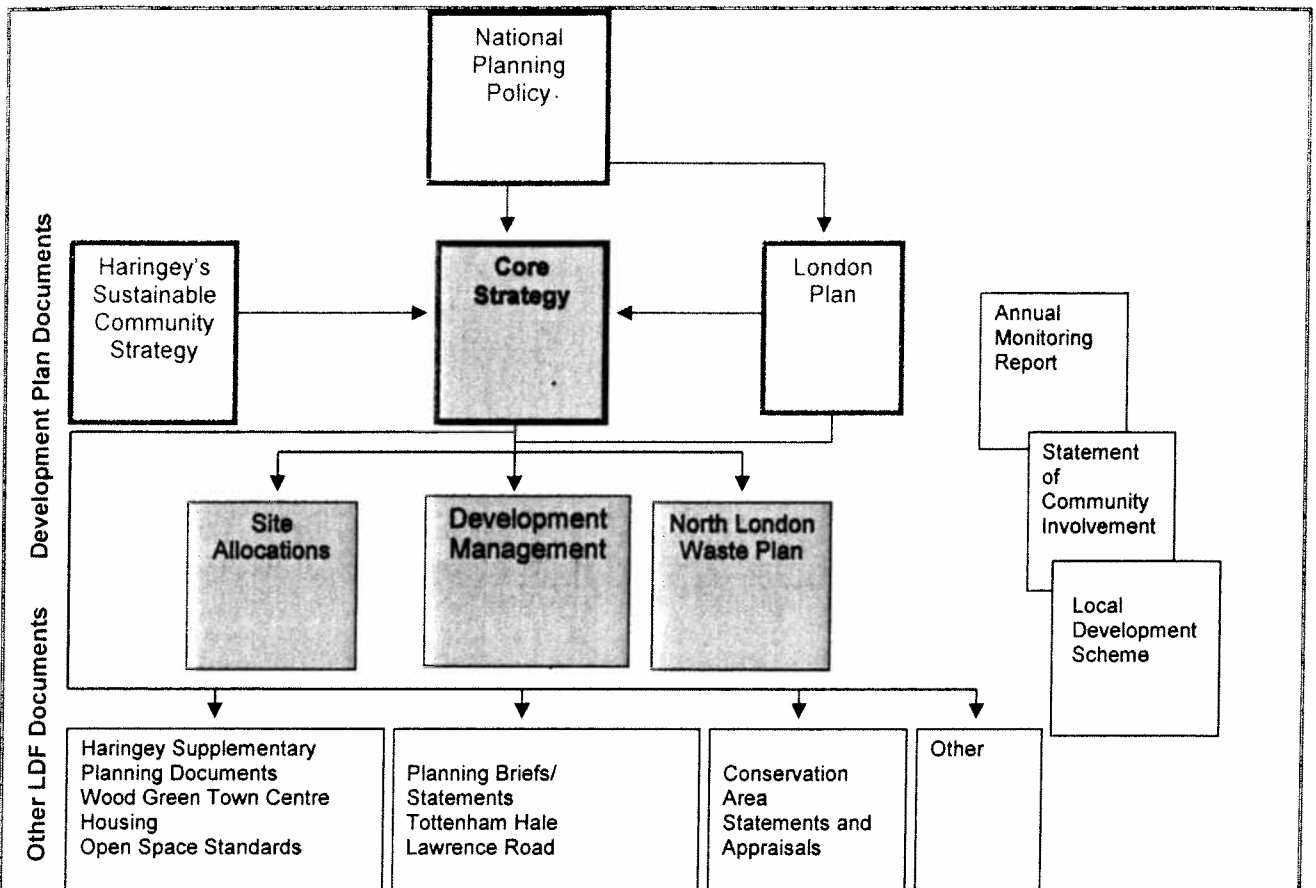 National
Planning
Policy
Development Plan Documents
Haringey's
Sustainable
Community
Strategy
Core
Strategy
London
Plan
Annual
Monitoring
Report
Statement
of
Community
Involvement
Local
Development
Scheme
Site
Allocations
Development
Management
North London
Waste Plan
Other LDF Documents
Haringey Supplementary
Planning Documents
Wood Green Town Centre
Housing
Open Space Standards
Planning Briefs/
Statements
Tottenham Hale
Lawrence Road
Conservation
Area
Statements and
Appraisals
Other